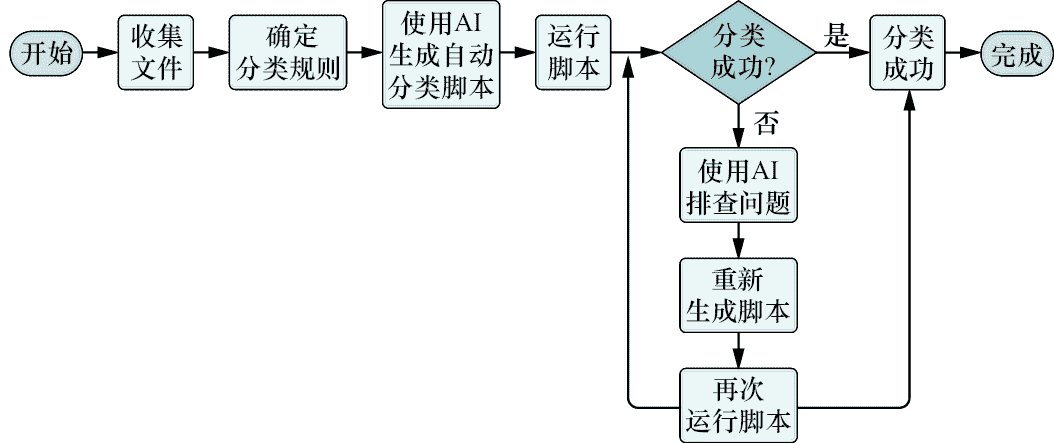 开始
收集
文件
确定
分类规则
使用AI
生成自动
分类脚本
运行
脚本
分类
成功?
是
分类
成功
完成
否
使用AI
排查问题
重新
生成脚本
再次
运行脚本